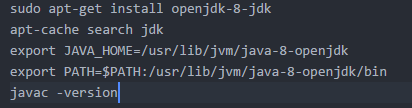 sudo apt-get install openjdk-8-jdk
apt-cache search jdk
export JAVA_HOME=/usr/lib/jvm/java-8-openjdk
export PATH=$PATH:/usr/lib/jvm/java-8-openjdk/bin
javac -version